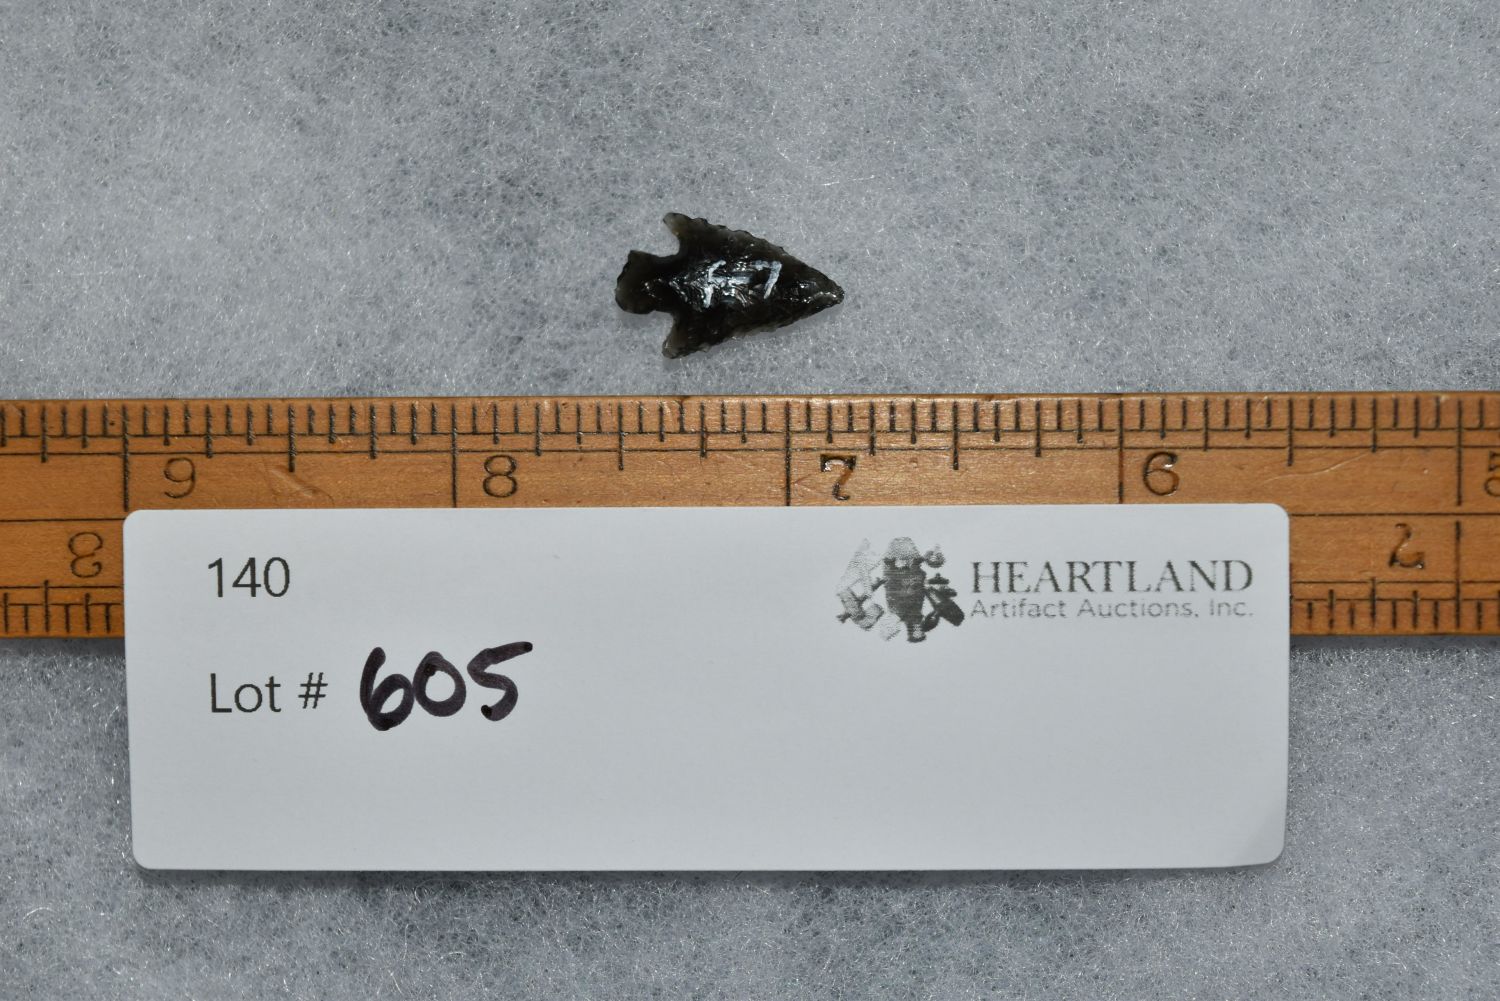 9 8 7 6 5
8 2
140
HEARTLAND
Artifact Auctions, Inc.
Lot # 605